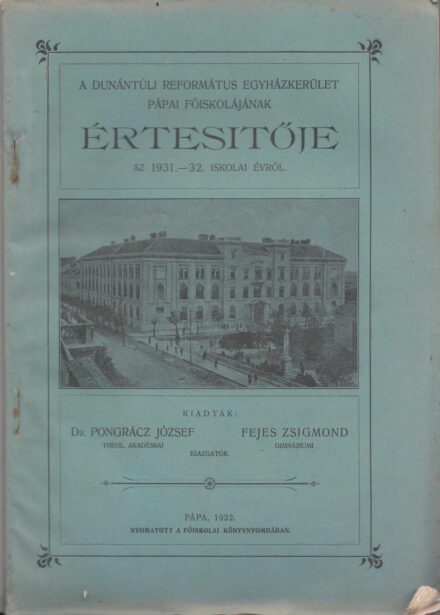 A DUNÁNTÚLI REFORMÁTUS EGYHÁZKERÜLET
PÁPAI FŐISKOLÁJÁNAK
ÉRTESITŐJE
AZ 1931.—32. ISKOLAI ÉVRŐL.
KIADTÁK:
DR. PONGRÁCZ JÓZSEF FEJES ZSIGMOND
THEOL. AKADÉMIAI GIMNÁZIUMI
IGAZGATÓK.
PÁPA, 1932.
NYOMATOTT A FŐISKOLAI KÖNYVNYOMDÁBAN.